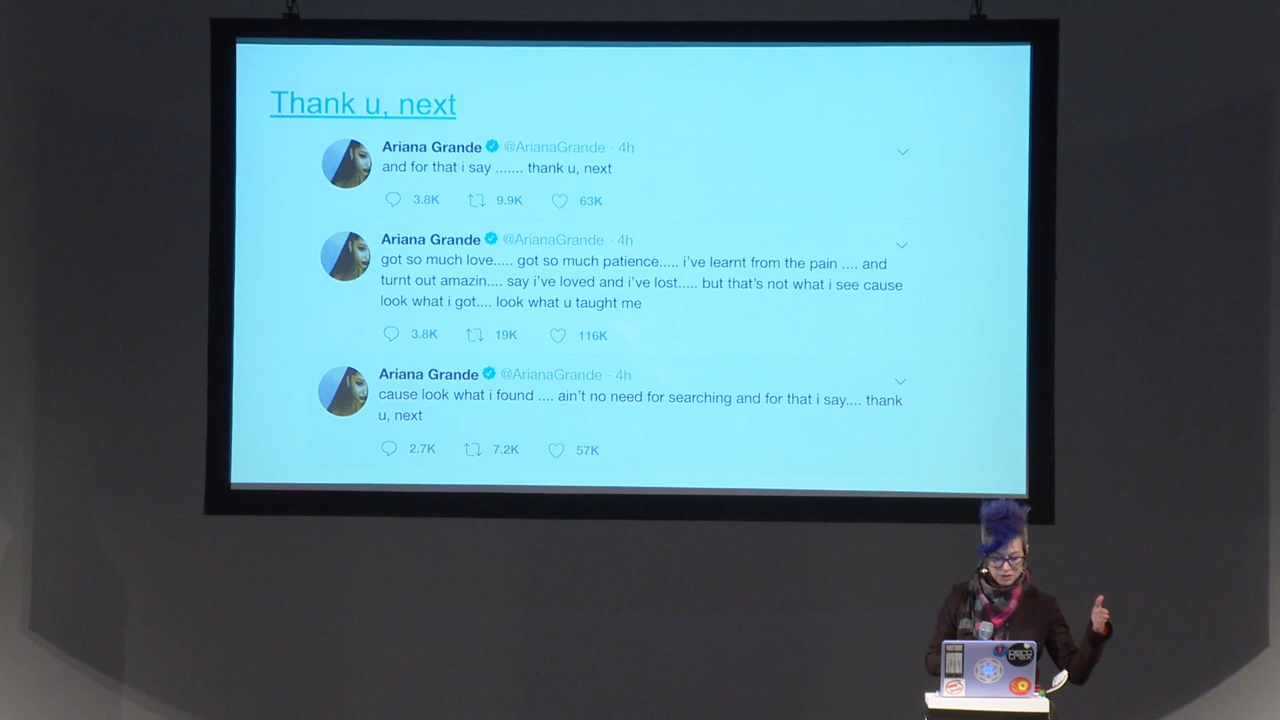 Thank u, next
Ariana Grande @ArianaGrande · 4h
and for that i say ....... thank u, next
3.8K 9.9K 63K
Ariana Grande @ArianaGrande · 4h
got so much love..... got so much patience..... i've learnt from the pain .... and
turnt out amazin.... say i've loved and i've lost..... but that's not what i see cause
look what i got.... look what u taught me
3.8K 19K 116K
Ariana Grande @ArianaGrande · 4h
cause look what i found .... ain't no need for searching and for that i say.... thank
u, next
2.7K 7.2K 57K